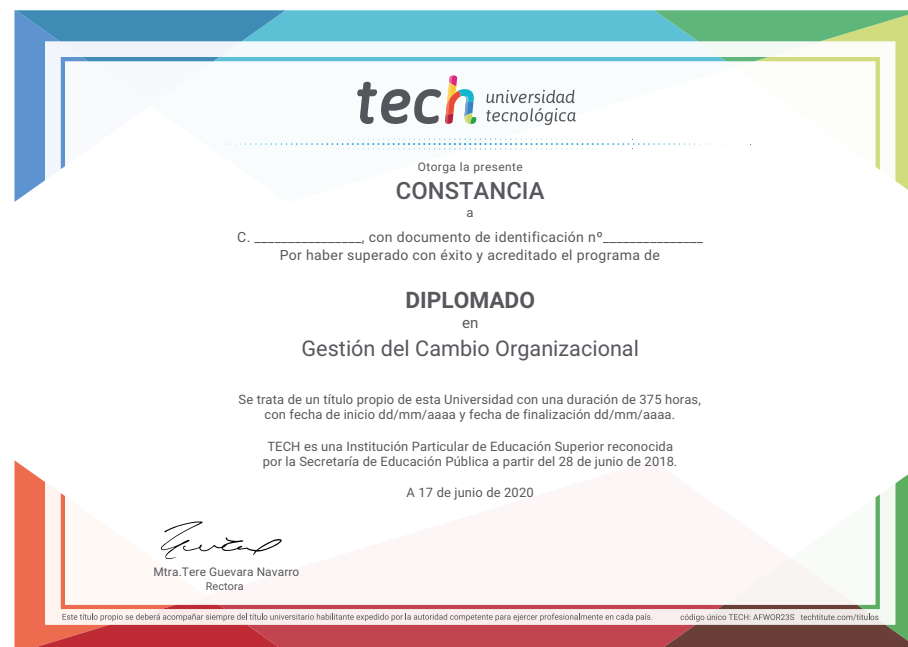 tech universidad
tecnológica
Otorga la presente
CONSTANCIA
a
C. ________________, con documento de identificación nº_______________
Por haber superado con éxito y acreditado el programa de
DIPLOMADO
en
Gestión del Cambio Organizacional
Se trata de un título propio de esta Universidad con una duración de 375 horas,
con fecha de inicio dd/mm/aaaa y fecha de finalización dd/mm/aaaa.
TECH es una Institución Particular de Educación Superior reconocida
por la Secretaría de Educación Pública a partir del 28 de junio de 2018.
A 17 de junio de 2020
Mtra.Tere Guevara Navarro
Rectora
Este título propio se deberá acompañar siempre del título universitario habilitante expedido por la autoridad competente para ejercer profesionalmente en cada país. código único TECH: AFWOR23S techtitute.com/titulos